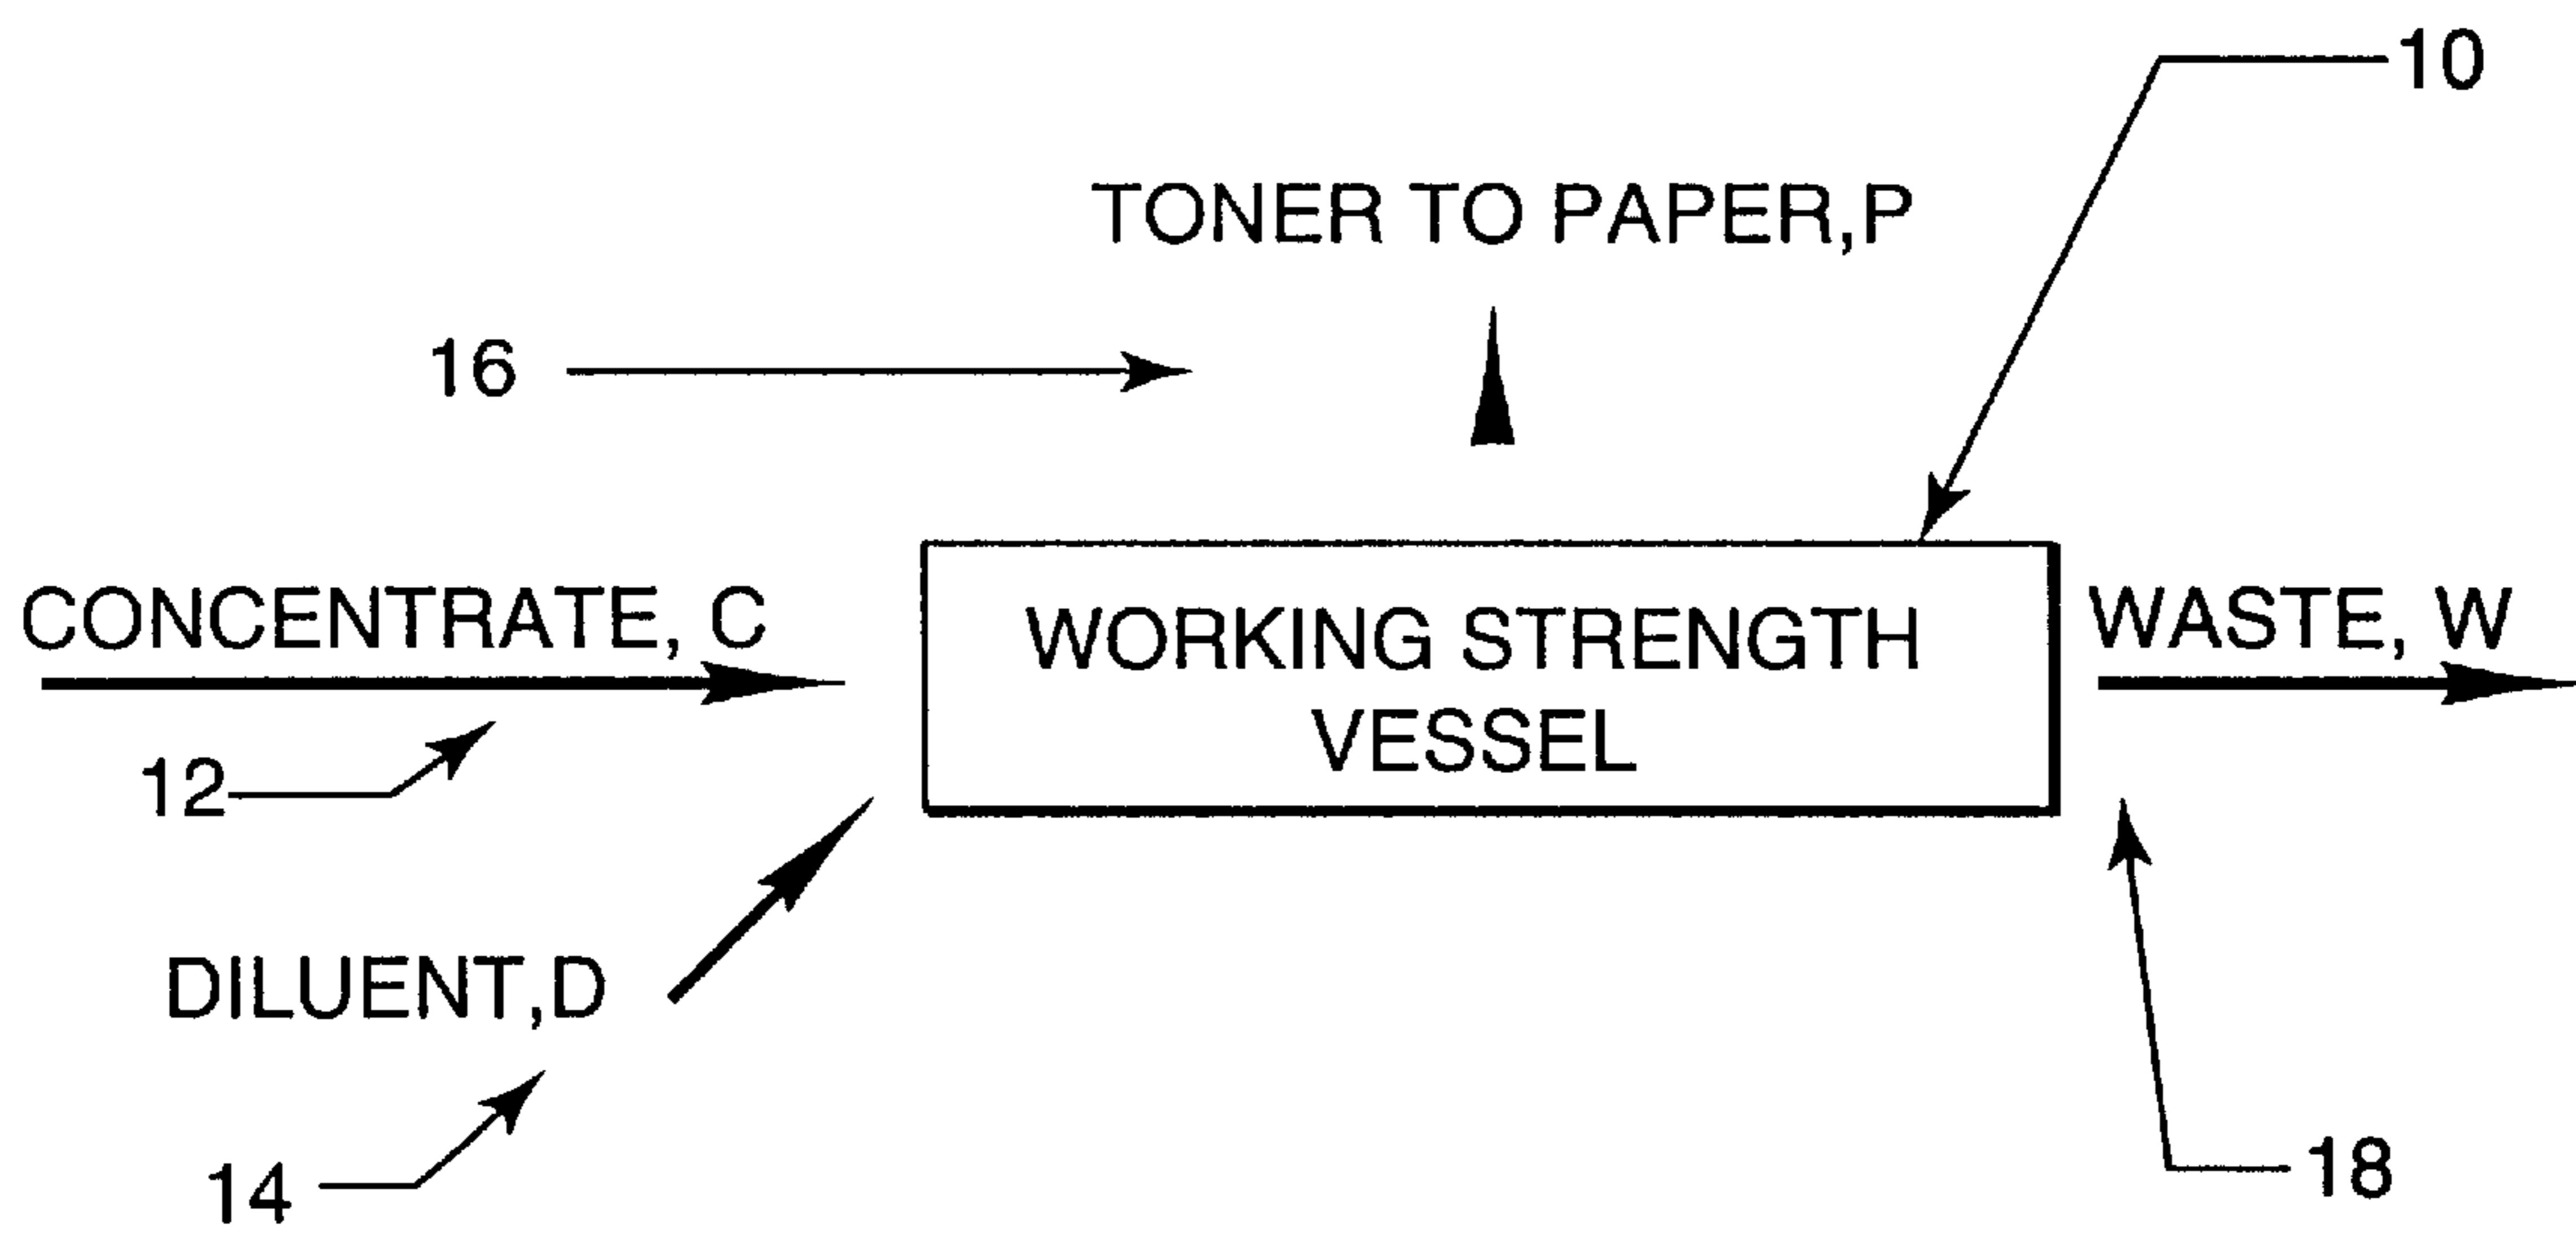 10
TONER TO PAPER,P
16
CONCENTRATE, C
WORKING STRENGTH
VESSEL
WASTE, W
12
DILUENT,D
14
18